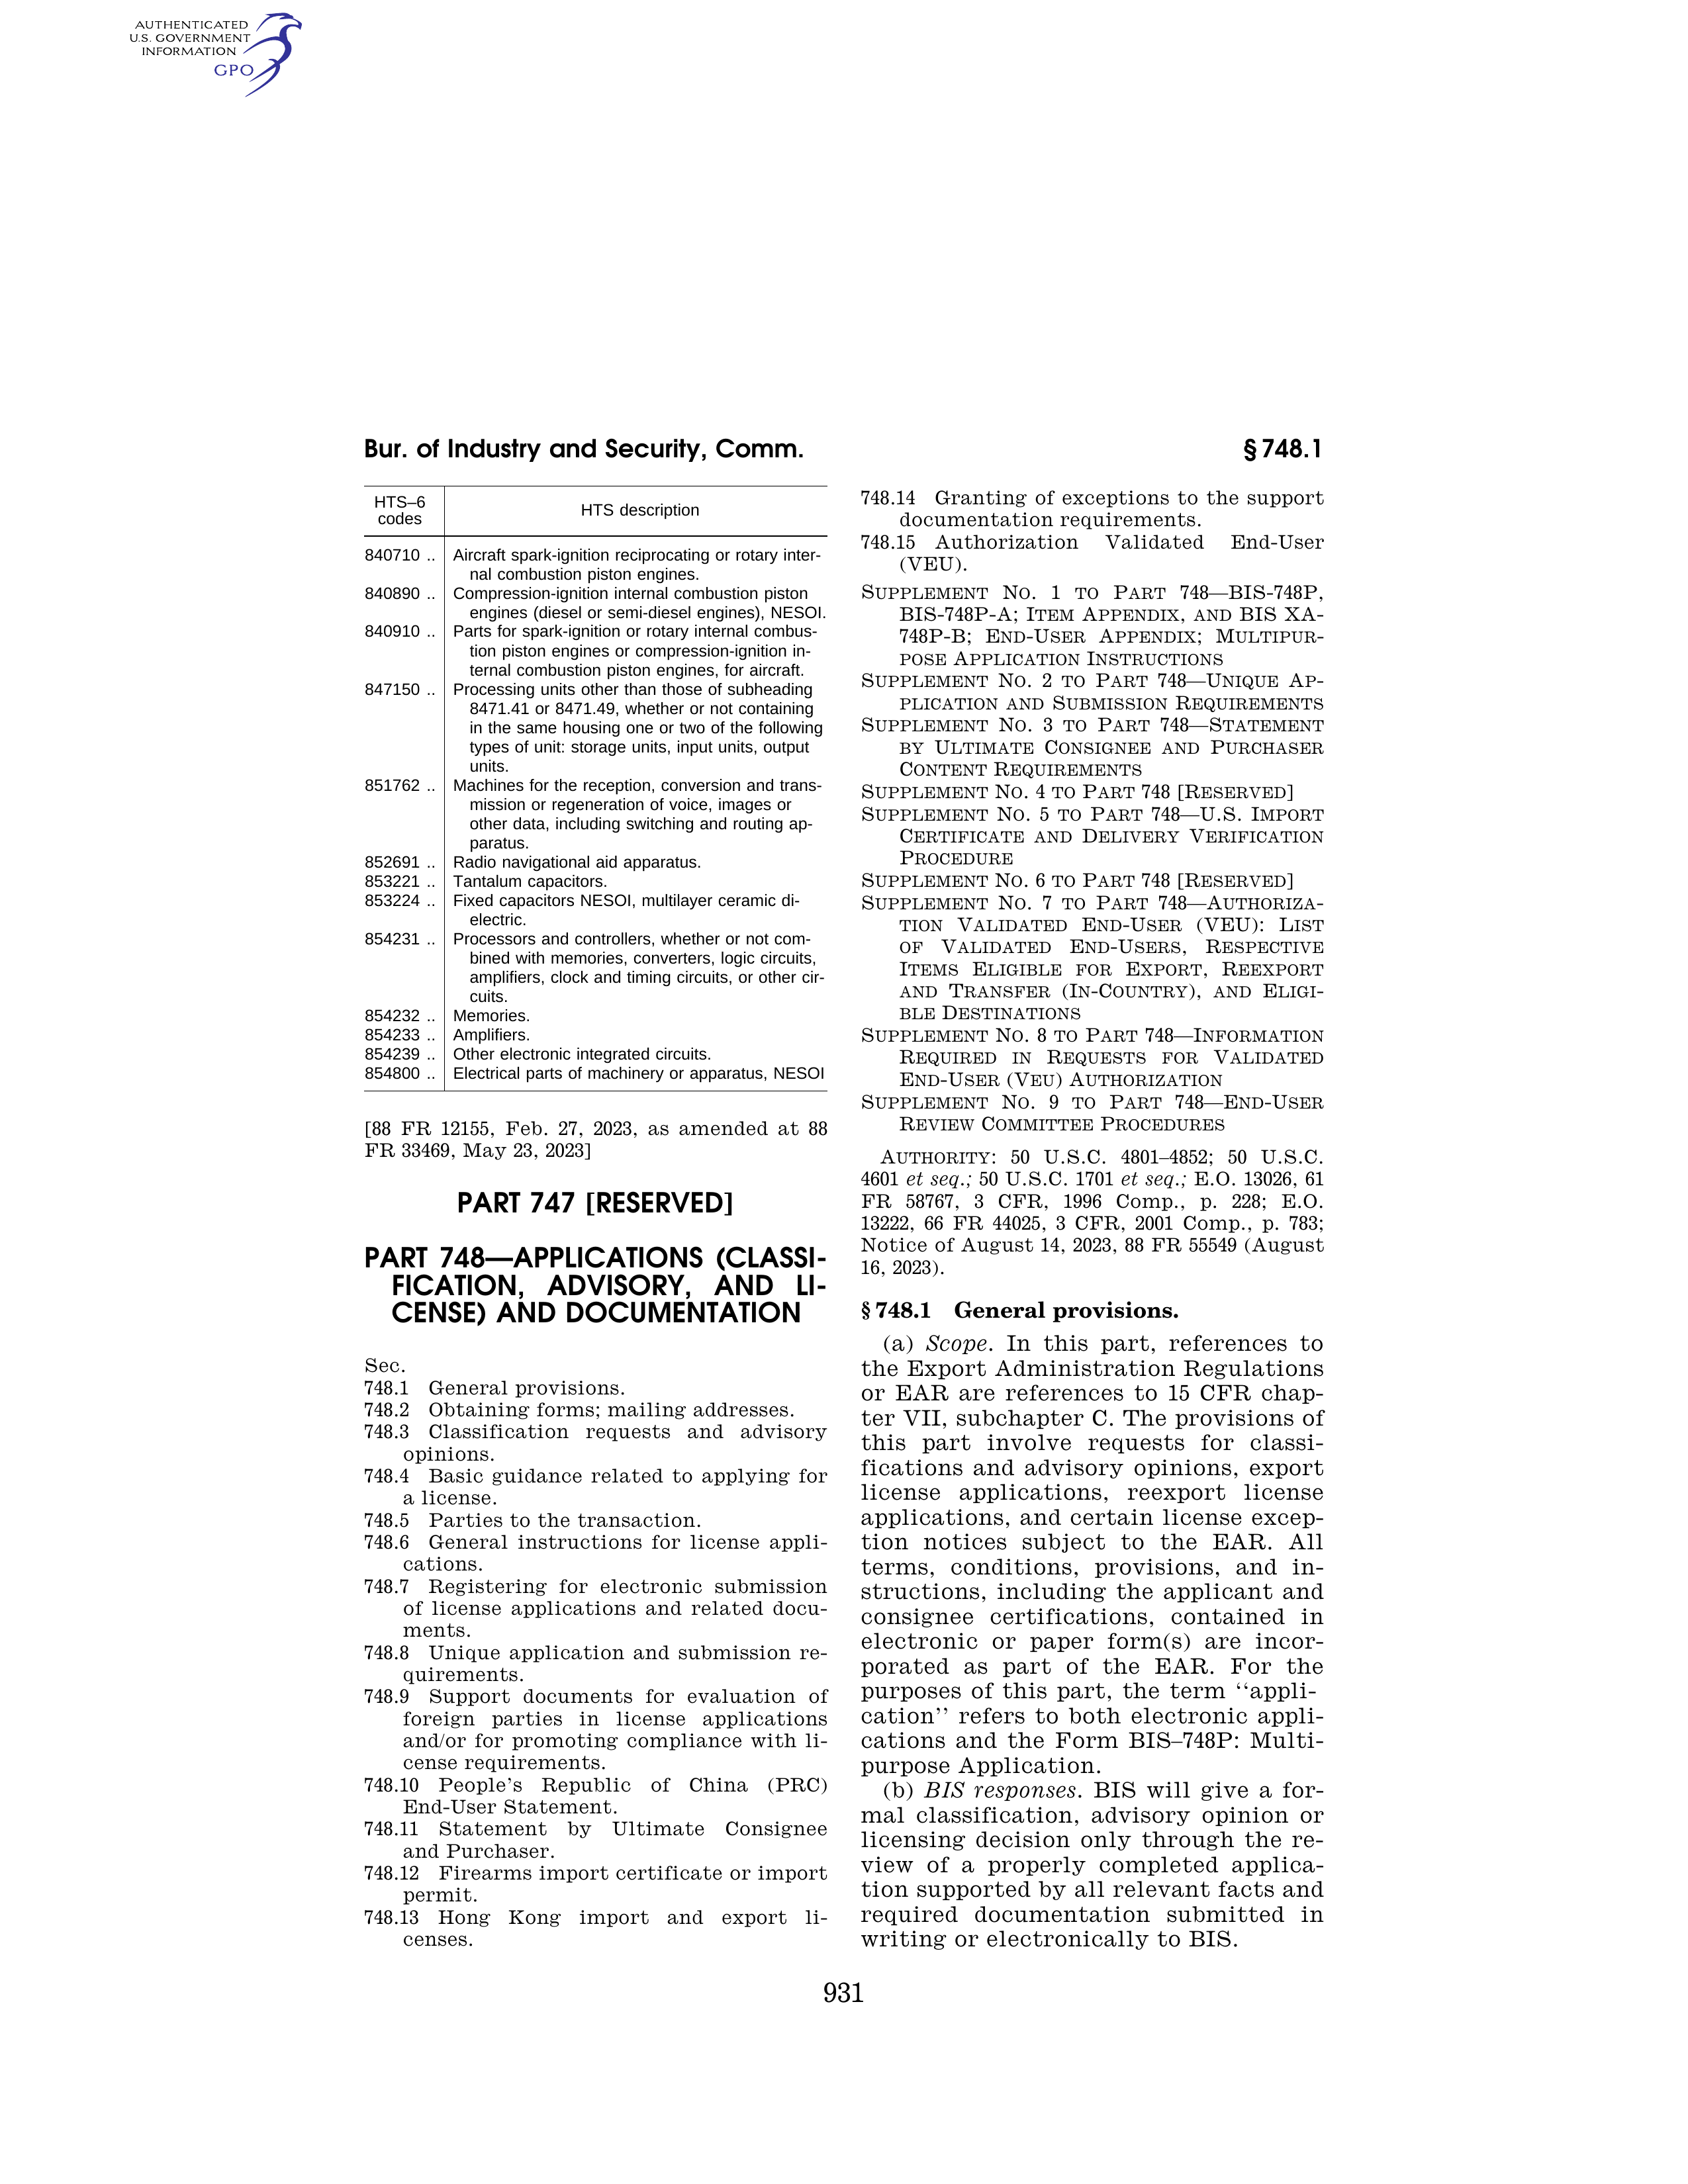 AUTHENTICATED
U.S. GOVERNMENT
INFORMATION
GPO
Bur. of Industry and Security, Comm.
§ 748.1
HTS–6
codes
HTS description
840710 .. Aircraft spark-ignition reciprocating or rotary inter-
nal combustion piston engines.
840890 .. Compression-ignition internal combustion piston
engines (diesel or semi-diesel engines), NESOI.
840910 .. Parts for spark-ignition or rotary internal combus-
tion piston engines or compression-ignition in-
ternal combustion piston engines, for aircraft.
847150 .. Processing units other than those of subheading
8471.41 or 8471.49, whether or not containing
in the same housing one or two of the following
types of unit: storage units, input units, output
units.
851762 .. Machines for the reception, conversion and trans-
mission or regeneration of voice, images or
other data, including switching and routing ap-
paratus.
852691 .. Radio navigational aid apparatus.
853221 .. Tantalum capacitors.
853224 .. Fixed capacitors NESOI, multilayer ceramic di-
electric.
854231 .. Processors and controllers, whether or not com-
bined with memories, converters, logic circuits,
amplifiers, clock and timing circuits, or other cir-
cuits.
854232 .. Memories.
854233 .. Amplifiers.
854239 .. Other electronic integrated circuits.
854800 .. Electrical parts of machinery or apparatus, NESOI
[88 FR 12155, Feb. 27, 2023, as amended at 88
FR 33469, May 23, 2023]
PART 747 [RESERVED]
PART 748—APPLICATIONS (CLASSI-
FICATION, ADVISORY, AND LI-
CENSE) AND DOCUMENTATION
Sec.
748.1 General provisions.
748.2 Obtaining forms; mailing addresses.
748.3 Classification requests and advisory
opinions.
748.4 Basic guidance related to applying for
a license.
748.5 Parties to the transaction.
748.6 General instructions for license appli-
cations.
748.7 Registering for electronic submission
of license applications and related docu-
ments.
748.8 Unique application and submission re-
quirements.
748.9 Support documents for evaluation of
foreign parties in license applications
and/or for promoting compliance with li-
cense requirements.
748.10 People's Republic of China (PRC)
End-User Statement.
748.11 Statement by Ultimate Consignee
and Purchaser.
748.12 Firearms import certificate or import
permit.
748.13 Hong Kong import and export li-
censes.
748.14 Granting of exceptions to the support
documentation requirements.
748.15 Authorization Validated End-User
(VEU).
SUPPLEMENT NO. 1 TO PART 748—BIS-748P,
BIS-748P-A; ITEM APPENDIX, AND BIS XA-
748P-B; END-USER APPENDIX; MULTIPUR-
POSE APPLICATION INSTRUCTIONS
SUPPLEMENT NO. 2 TO PART 748—UNIQUE AP-
PLICATION AND SUBMISSION REQUIREMENTS
SUPPLEMENT NO. 3 TO PART 748—STATEMENT
BY ULTIMATE CONSIGNEE AND PURCHASER
CONTENT REQUIREMENTS
SUPPLEMENT NO. 4 TO PART 748 [RESERVED]
SUPPLEMENT NO. 5 TO PART 748—U.S. IMPORT
CERTIFICATE AND DELIVERY VERIFICATION
PROCEDURE
SUPPLEMENT NO. 6 TO PART 748 [RESERVED]
SUPPLEMENT NO. 7 TO PART 748—AUTHORIZA-
TION VALIDATED END-USER (VEU): LIST
OF VALIDATED END-USERS, RESPECTIVE
ITEMS ELIGIBLE FOR EXPORT, REEXPORT
AND TRANSFER (IN-COUNTRY), AND ELIGI-
BLE DESTINATIONS
SUPPLEMENT NO. 8 TO PART 748—INFORMATION
REQUIRED IN REQUESTS FOR VALIDATED
END-USER (VEU) AUTHORIZATION
SUPPLEMENT NO. 9 TO PART 748—END-USER
REVIEW COMMITTEE PROCEDURES
AUTHORITY: 50 U.S.C. 4801–4852; 50 U.S.C.
4601 et seq.; 50 U.S.C. 1701 et seq.; E.O. 13026, 61
FR 58767, 3 CFR, 1996 Comp., p. 228; E.O.
13222, 66 FR 44025, 3 CFR, 2001 Comp., p. 783;
Notice of August 14, 2023, 88 FR 55549 (August
16, 2023).
§ 748.1 General provisions.
(a) Scope. In this part, references to
the Export Administration Regulations
or EAR are references to 15 CFR chap-
ter VII, subchapter C. The provisions of
this part involve requests for classi-
fications and advisory opinions, export
license applications, reexport license
applications, and certain license excep-
tion notices subject to the EAR. All
terms, conditions, provisions, and in-
structions, including the applicant and
consignee certifications, contained in
electronic or paper form(s) are incor-
porated as part of the EAR. For the
purposes of this part, the term ‘‘appli-
cation’’ refers to both electronic appli-
cations and the Form BIS–748P: Multi-
purpose Application.
(b) BIS responses. BIS will give a for-
mal classification, advisory opinion or
licensing decision only through the re-
view of a properly completed applica-
tion supported by all relevant facts and
required documentation submitted in
writing or electronically to BIS.
931